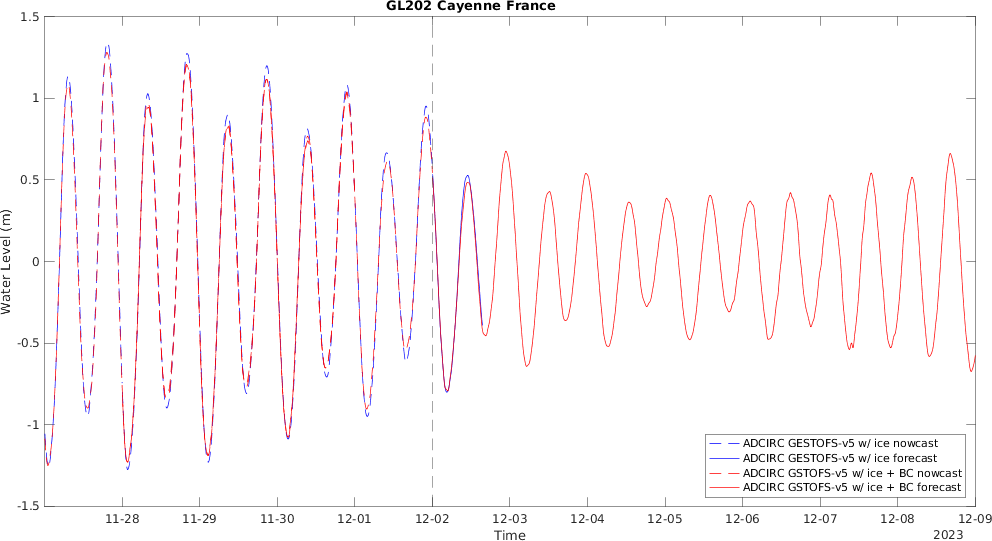 GL202 Cayenne France
1.5
1
0.5
0
-0.5
-1
-1.5
Water Level (m)
11-28 11-29 11-30 12-01 12-02 12-03 12-04 12-05 12-06 12-07 12-08 12-09
Time
2023
ADCIRC GESTOFS-v5 w/ ice nowcast
ADCIRC GESTOFS-v5 w/ ice forecast
ADCIRC GSTOFS-v5 w/ ice + BC nowcast
ADCIRC GSTOFS-v5 w/ ice + BC forecast